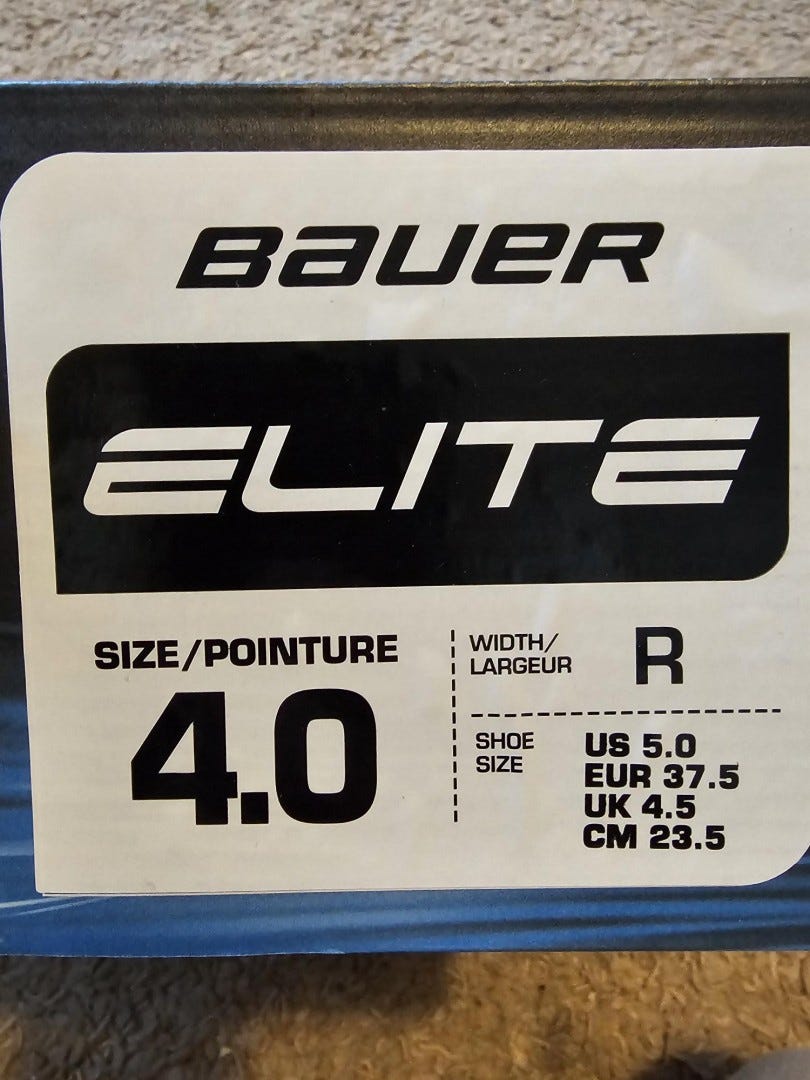 BAUER
ELITE
SIZE/POINTURE
4.0
WIDTH/
LARGEUR
R
SHOE
SIZE
US 5.0
EUR 37.5
UK 4.5
CM 23.5